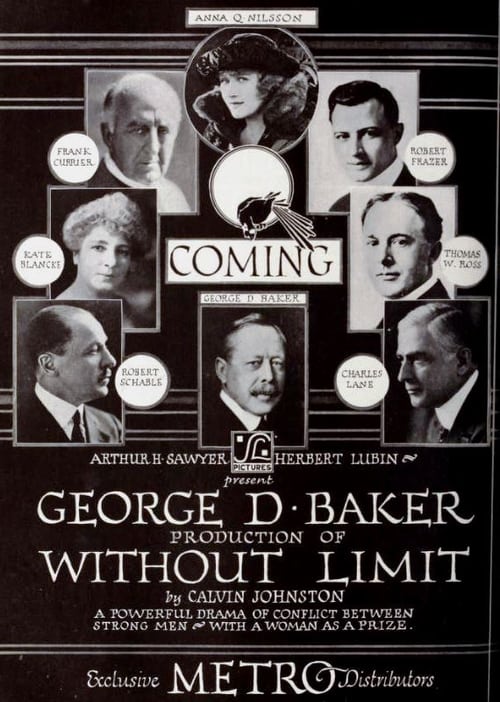 ANNA Q. NILSSON
FRANK
CURRIER
ROBERT
FRAZER
KATE
BLANCKE
THOMAS
W. ROSS
COMING
GEORGE D BAKER
ROBERT
SCHABLE
CHARLES
LANE
ARTHUR H. SAWYER HERBERT LUBIN ~
SL
PICTURES
present
GEORGE D. BAKER
PRODUCTION OF
WITHOUT LIMIT
by CALVIN JOHNSTON
A POWERFUL DRAMA OF CONFLICT BETWEEN
STRONG MEN ~ WITH A WOMAN AS A PRIZE.
Exclusive METRO Distributors